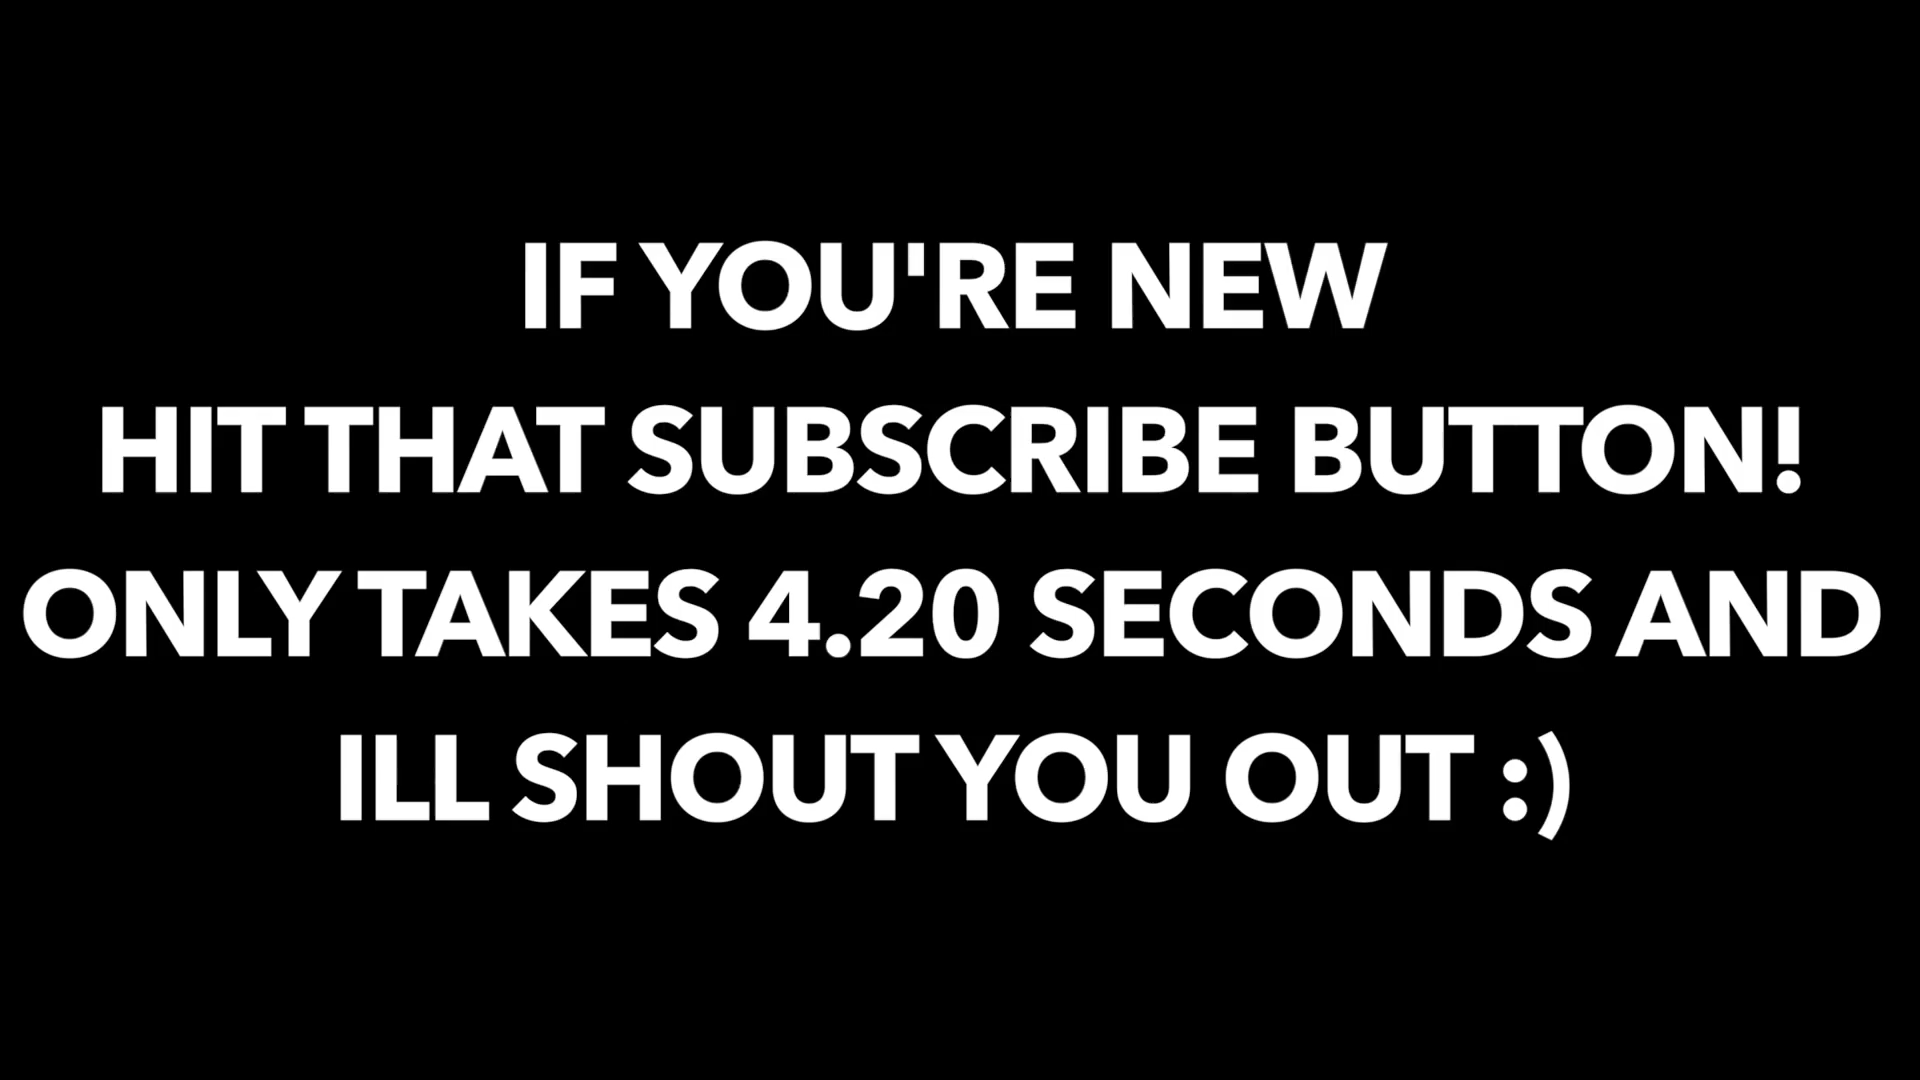 IF YOU'RE NEW
HIT THAT SUBSCRIBE BUTTON!
ONLY TAKES 4.20 SECONDS AND
ILL SHOUT YOU OUT :)